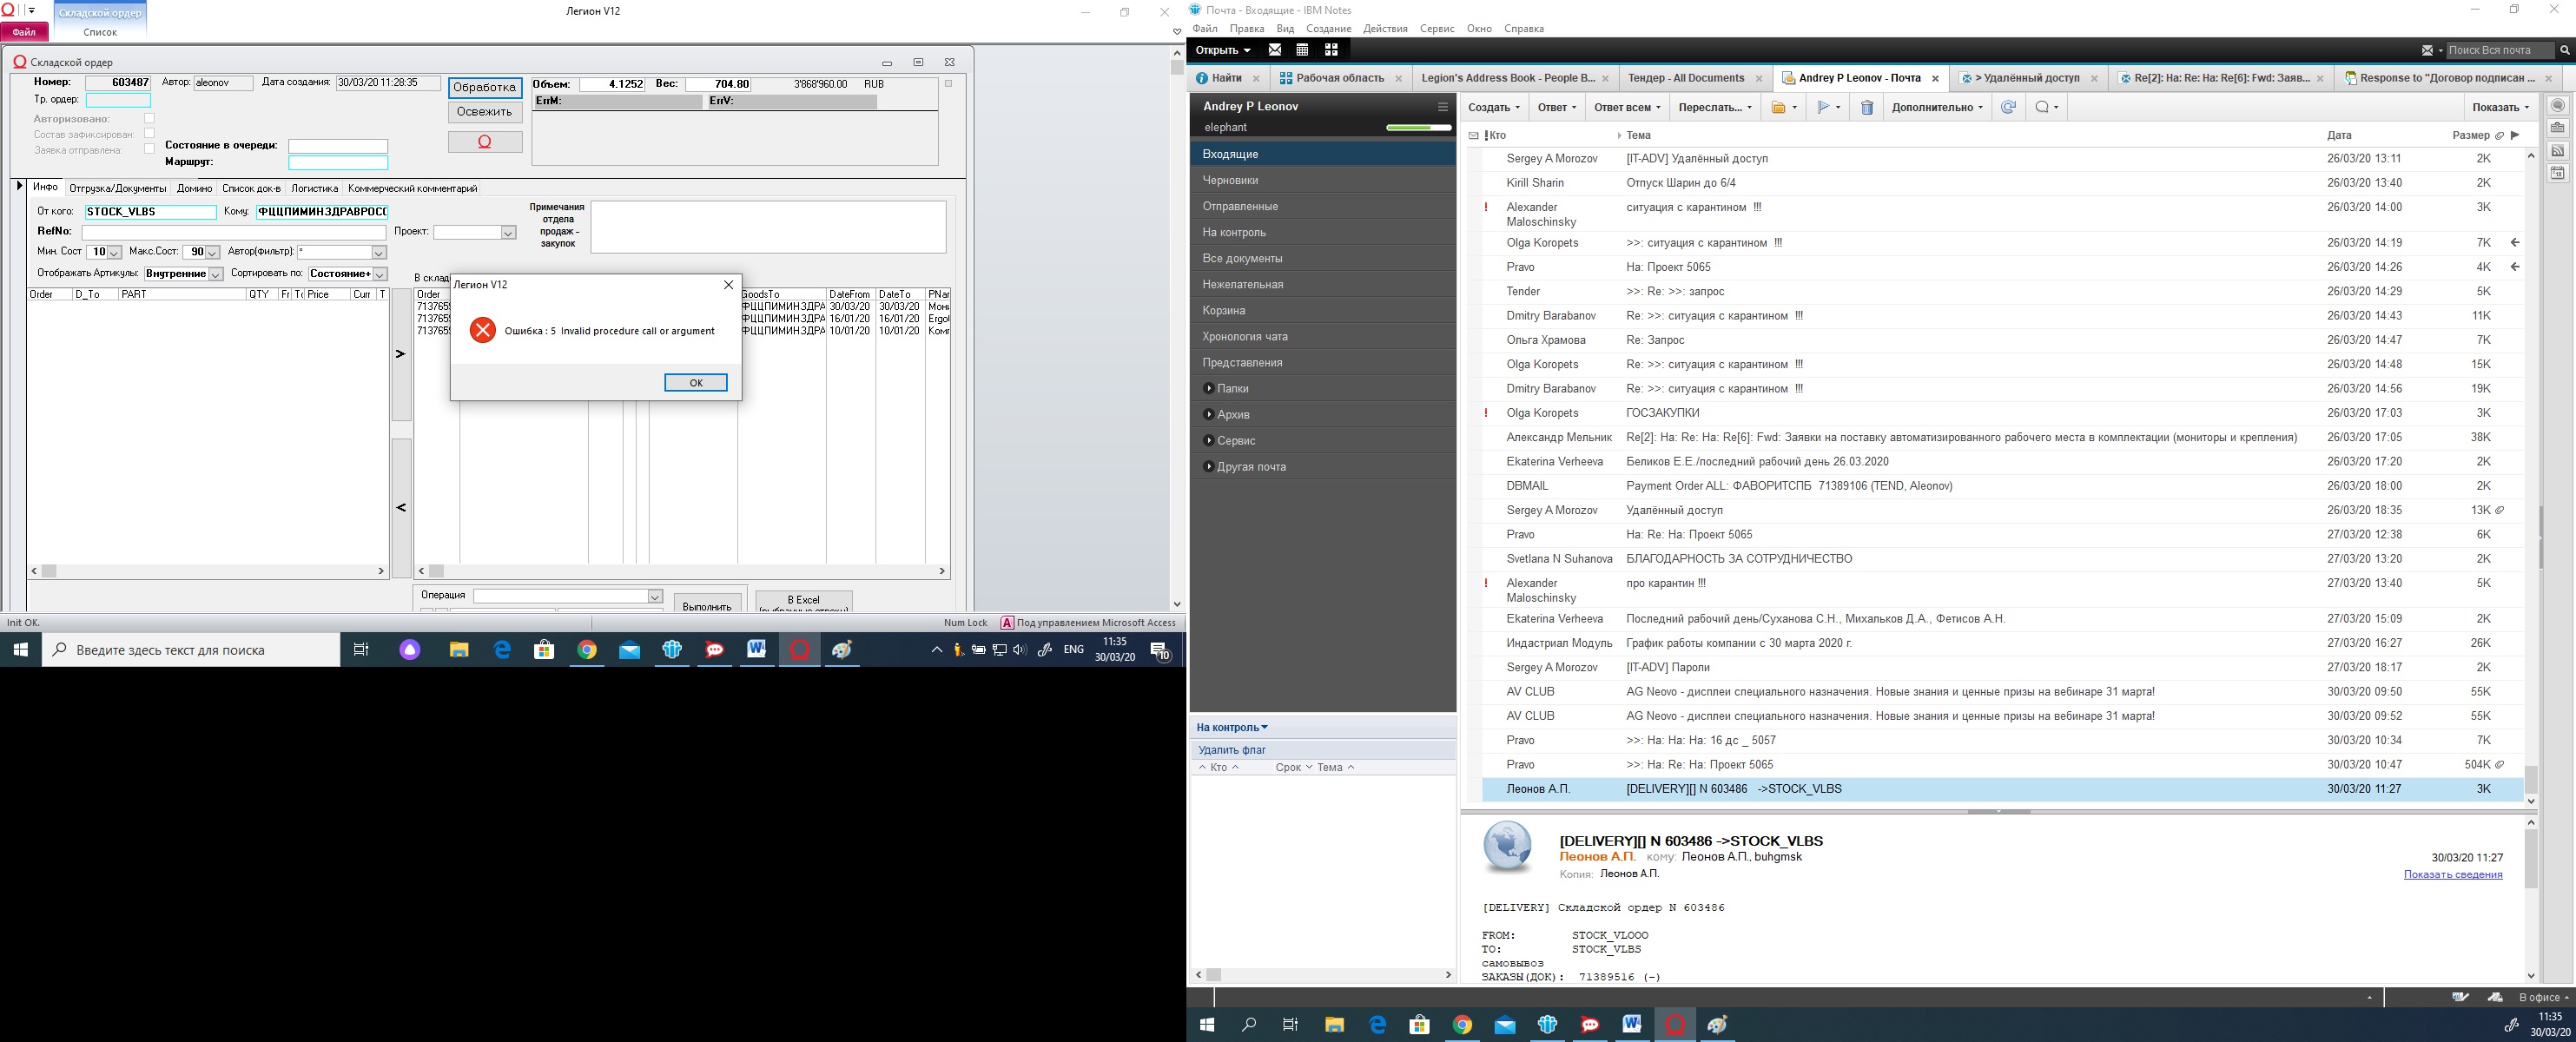 Складской ордер
Легион V12
Файл
Список
Складской ордер
Номер: 603487 Автор: aleonov Дата создания: 30/03/20 11:28:35 Обработка Объем: 4.1252 Вес: 704.80 3'868'960.00 RUB
Тр. ордер: ErrM: ErrV:
Освежить
Авторизовано:
Состав зафиксирован:
Заявка отправлена:
Состояние в очереди:
Маршрут:
Инфо Отгрузка/Документы Домино Список док-в Логистика Коммерческий комментарий
От кого: STOCK_VLBS Кому: ФЦЦПИМИНЗДРАВРОСС
Примечания
отдела
продаж -
закупок
RefNo: Проект:
Мин. Сост 10 Макс.Сост: 90 Автор(Фильтр): *
Отображать Артикулы: Внутренние Сортировать по: Состояние+ В склад
Order D_To PART QTY Fr Tc Price Curr T
Order GoodsTo DateFrom DateTo PNar
713765 ФЦЦПИМИНЗДРА 30/03/20 30/03/20 Мони
713765 ФЦЦПИМИНЗДРА 16/01/20 16/01/20 Ergol
713765 ФЦЦПИМИНЗДРА 10/01/20 10/01/20 Комп
Легион V12
Ошибка : 5 Invalid procedure call or argument
OK
>
<
Операция
Выполнить
В Excel
(выбранные строки)
Init OK.
Num Lock
Под управлением Microsoft Access
Введите здесь текст для поиска
ENG
11:35
30/03/20
10
Почта - Входящие - IBM Notes
Файл Правка Вид Создание Действия Сервис Окно Справка
Открыть
Поиск Вся почта
Найти
Рабочая область
Legion's Address Book - People B...
Тендер - All Documents
Andrey P Leonov - Почта
> Удалённый доступ
Re[2]: На: Re: На: Re[6]: Fwd: Заяв...
Response to "Договор подписан ...
Andrey P Leonov
elephant
Входящие
Черновики
Отправленные
На контроль
Все документы
Нежелательная
Корзина
Хронология чата
Представления
Папки
Архив
Сервис
Другая почта
На контроль
Удалить флаг
Кто Срок Тема
Создать Ответ Ответ всем Переслать... Дополнительно Показать
! Кто Тема Дата Размер
Sergey A Morozov [IT-ADV] Удалённый доступ 26/03/20 13:11 2K
Kirill Sharin Отпуск Шарин до 6/4 26/03/20 13:40 2K
! Alexander Maloschinsky ситуация с карантином !!! 26/03/20 14:00 3K
Olga Koropets >>: ситуация с карантином !!! 26/03/20 14:19 7K
Pravo На: Проект 5065 26/03/20 14:26 4K
Tender >>: Re: >>: запрос 26/03/20 14:29 5K
Dmitry Barabanov Re: >>: ситуация с карантином !!! 26/03/20 14:43 11K
Ольга Храмова Re: Запрос 26/03/20 14:47 7K
Olga Koropets Re: >>: ситуация с карантином !!! 26/03/20 14:48 15K
Dmitry Barabanov Re: >>: ситуация с карантином !!! 26/03/20 14:56 19K
! Olga Koropets ГОСЗАКУПКИ 26/03/20 17:03 3K
Александр Мельник Re[2]: На: Re: На: Re[6]: Fwd: Заявки на поставку автоматизированного рабочего места в комплектации (мониторы и крепления) 26/03/20 17:05 38K
Ekaterina Verheeva Беликов Е.Е./последний рабочий день 26.03.2020 26/03/20 17:20 2K
DBMAIL Payment Order ALL: ФАВОРИТСПБ 71389106 (TEND, Aleonov) 26/03/20 18:00 2K
Sergey A Morozov Удалённый доступ 26/03/20 18:35 13K
Pravo На: Re: На: Проект 5065 27/03/20 12:38 6K
Svetlana N Suhanova БЛАГОДАРНОСТЬ ЗА СОТРУДНИЧЕСТВО 27/03/20 13:20 2K
! Alexander Maloschinsky про карантин !!! 27/03/20 13:40 5K
Ekaterina Verheeva Последний рабочий день/Суханова С.Н., Михальков Д.А., Фетисов А.Н. 27/03/20 15:09 2K
Индастриал Модуль График работы компании с 30 марта 2020 г. 27/03/20 16:27 26K
Sergey A Morozov [IT-ADV] Пароли 27/03/20 18:17 2K
AV CLUB AG Neovo - дисплеи специального назначения. Новые знания и ценные призы на вебинаре 31 марта! 30/03/20 09:50 55K
AV CLUB AG Neovo - дисплеи специального назначения. Новые знания и ценные призы на вебинаре 31 марта! 30/03/20 09:52 55K
Pravo >>: На: На: На: 16 дс _ 5057 30/03/20 10:34 7K
Pravo >>: На: Re: На: Проект 5065 30/03/20 10:47 504K
Леонов А.П. [DELIVERY][] N 603486 ->STOCK_VLBS 30/03/20 11:27 3K
[DELIVERY][] N 603486 ->STOCK_VLBS
Леонов А.П. кому: Леонов А.П., buhgmsk 30/03/20 11:27
Копия: Леонов А.П. Показать сведения
[DELIVERY] Складской ордер N 603486
FROM: STOCK_VLOOO
TO: STOCK_VLBS
самовывоз
ЗАКАЗЫ(ДОК): 71389516 (-)
В офисе
11:35
30/03/20